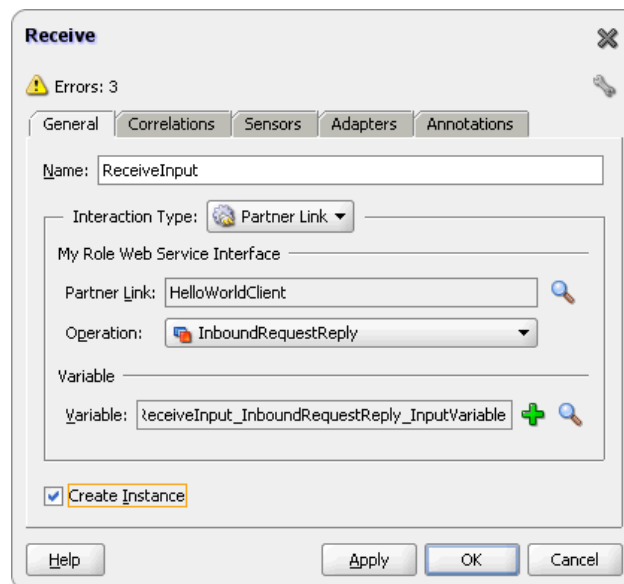 Receive
Errors: 3
General Correlations Sensors Adapters Annotations
Name: ReceiveInput
Interaction Type: Partner Link
My Role Web Service Interface
Partner Link: HelloWorldClient
Operation: InboundRequestReply
Variable
Variable: ReceiveInput_InboundRequestReply_InputVariable
Create Instance
Help Apply OK Cancel